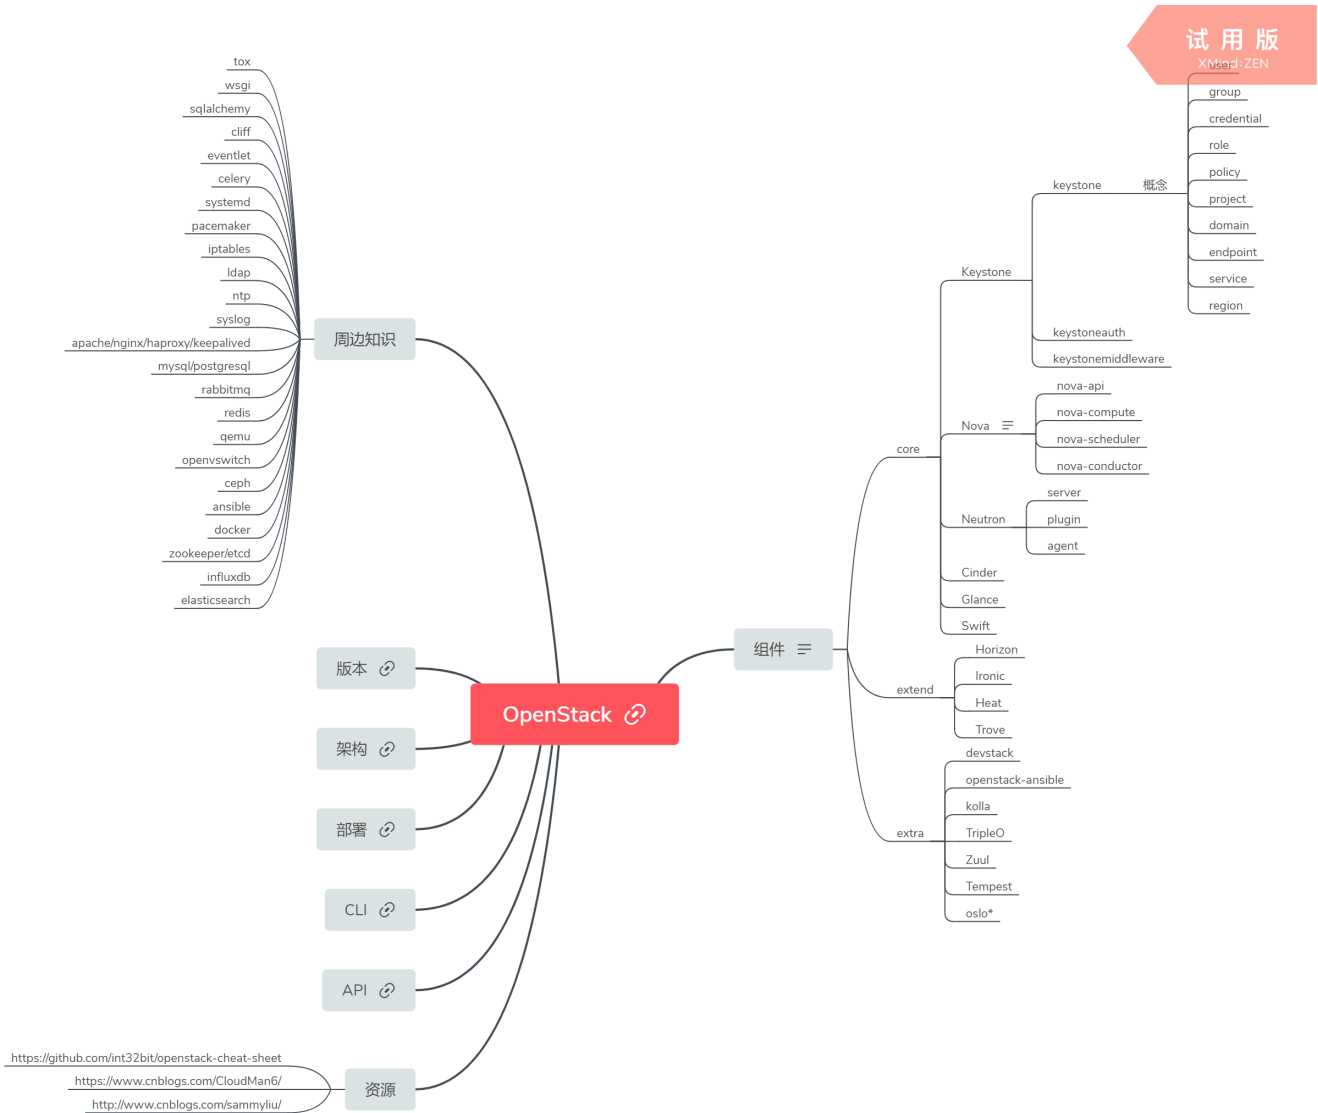 试用版
XMind:ZEN
OpenStack
组件
core
Keystone
keystone
概念
user
group
credential
role
policy
project
domain
endpoint
service
region
keystoneauth
keystonemiddleware
Nova
nova-api
nova-compute
nova-scheduler
nova-conductor
Neutron
server
plugin
agent
Cinder
Glance
Swift
extend
Horizon
Ironic
Heat
Trove
extra
devstack
openstack-ansible
kolla
TripleO
Zuul
Tempest
oslo*
周边知识
tox
wsgi
sqlalchemy
cliff
eventlet
celery
systemd
pacemaker
iptables
ldap
ntp
syslog
apache/nginx/haproxy/keepalived
mysql/postgresql
rabbitmq
redis
qemu
openvswitch
ceph
ansible
docker
zookeeper/etcd
influxdb
elasticsearch
版本
架构
部署
CLI
API
资源
https://github.com/int32bit/openstack-cheat-sheet
https://www.cnblogs.com/CloudMan6/
http://www.cnblogs.com/sammyliu/